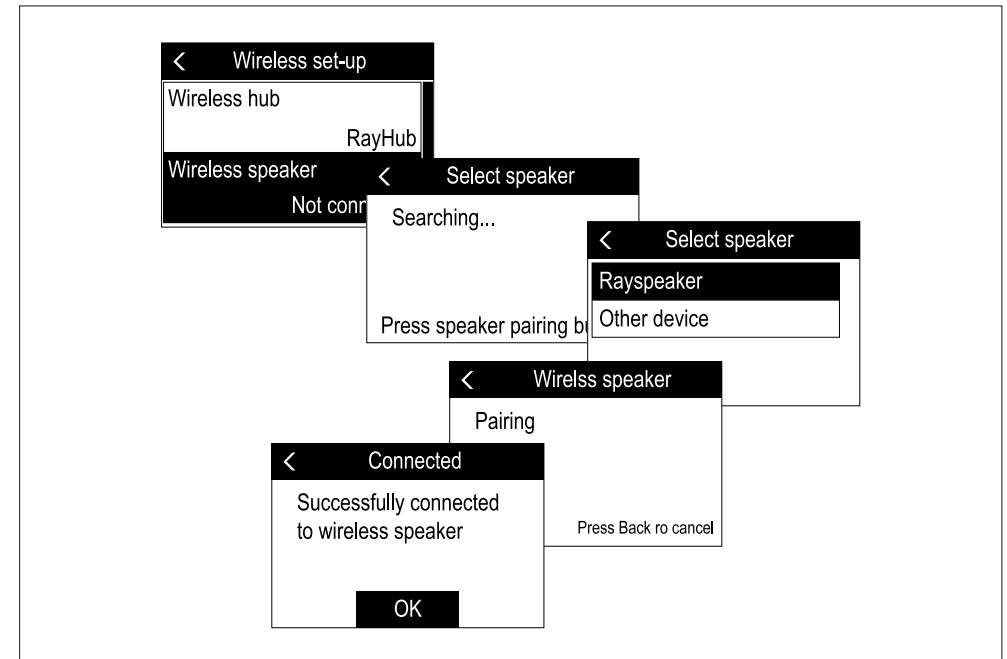 < Wireless set-up
Wireless hub
RayHub
Wireless speaker
Not conn
< Select speaker
Searching...
Press speaker pairing bu
< Select speaker
Rayspeaker
Other device
< Wirelss speaker
Pairing
Press Back ro cancel
< Connected
Successfully connected
to wireless speaker
OK